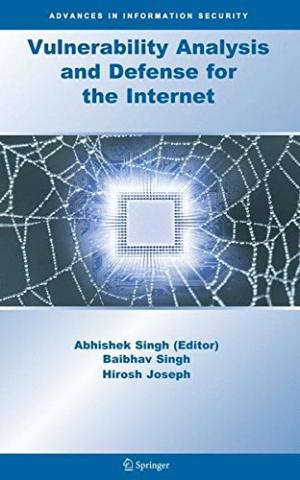 ADVANCES IN INFORMATION SECURITY
Vulnerability Analysis
and Defense for
the Internet
Abhishek Singh (Editor)
Baibhav Singh
Hirosh Joseph
Springer